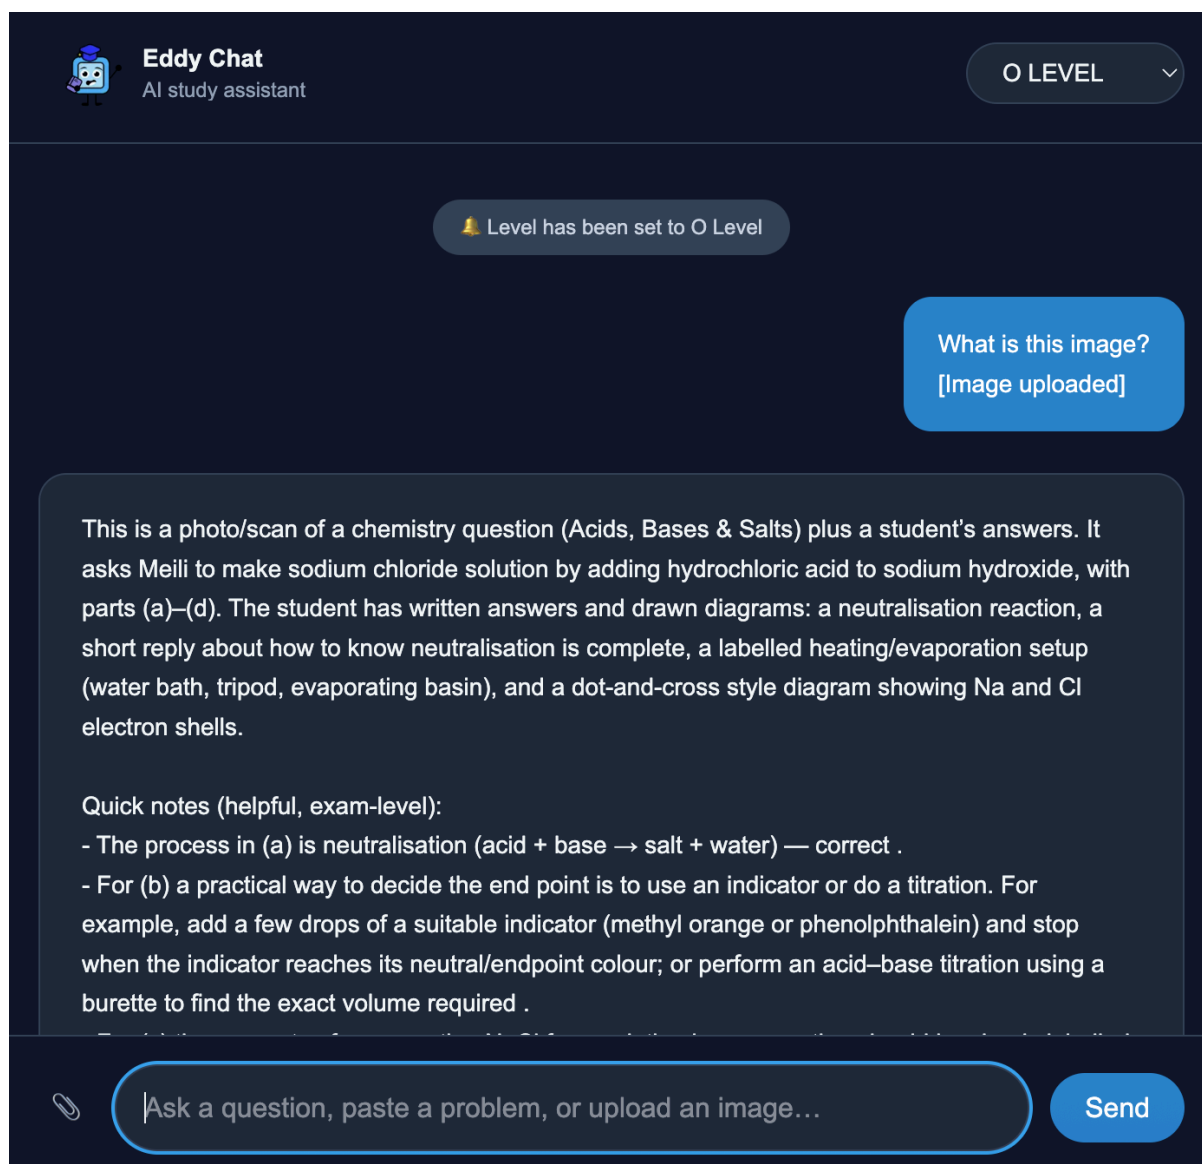 Eddy Chat
AI study assistant
O LEVEL
🔔 Level has been set to O Level
What is this image?
[Image uploaded]
This is a photo/scan of a chemistry question (Acids, Bases & Salts) plus a student’s answers. It
asks Meili to make sodium chloride solution by adding hydrochloric acid to sodium hydroxide, with
parts (a)–(d). The student has written answers and drawn diagrams: a neutralisation reaction, a
short reply about how to know neutralisation is complete, a labelled heating/evaporation setup
(water bath, tripod, evaporating basin), and a dot-and-cross style diagram showing Na and Cl
electron shells.
Quick notes (helpful, exam-level):
- The process in (a) is neutralisation (acid + base → salt + water) — correct .
- For (b) a practical way to decide the end point is to use an indicator or do a titration. For
example, add a few drops of a suitable indicator (methyl orange or phenolphthalein) and stop
when the indicator reaches its neutral/endpoint colour; or perform an acid–base titration using a
burette to find the exact volume required .
Ask a question, paste a problem, or upload an image…
Send